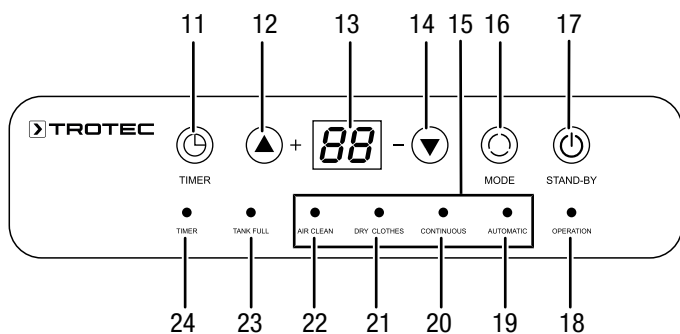 11 12 13 14 15 16 17
TROTEC
+ 88 -
TIMER MODE STAND-BY
TIMER TANK FULL AIR CLEAN DRY CLOTHES CONTINUOUS AUTOMATIC OPERATION
24 23 22 21 20 19 18